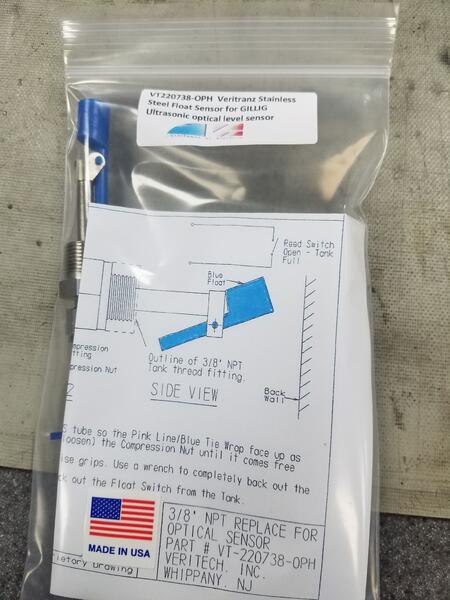 VT220738-OPH Veritranz Stainless
Steel Float Sensor for GILLIG
Ultrasonic optical level sensor
Reed Switch
Open - Tank
Full
Blue
Float
Outline of 3/8' NPT
Tank thread fitting.
SIDE VIEW
Back
Wall
mpression
tting
pression Nut
S tube so the Pink Line/Blue Tie Wrap face up as
loosen) the Compression Nut until it comes free
ise grips. Use a wrench to completely back out the
ck out the Float Switch from the Tank.
MADE IN USA
3/8' NPT REPLACE FOR
OPTICAL SENSOR
PART # VT-220738-OPH
VERITECH. INC.
WHIPPANY. NJ
ietary Drawing